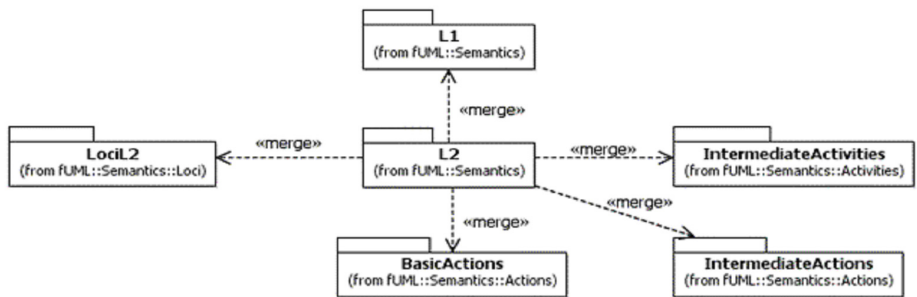 L1
(from fUML::Semantics)
«merge»
«merge»
«merge»
LociL2
(from fUML::Semantics::Loci)
L2
(from fUML::Semantics)
IntermediateActivities
(from fUML::Semantics::Activities)
«merge»
«merge»
BasicActions
(from fUML::Semantics::Actions)
IntermediateActions
(from fUML::Semantics::Actions)